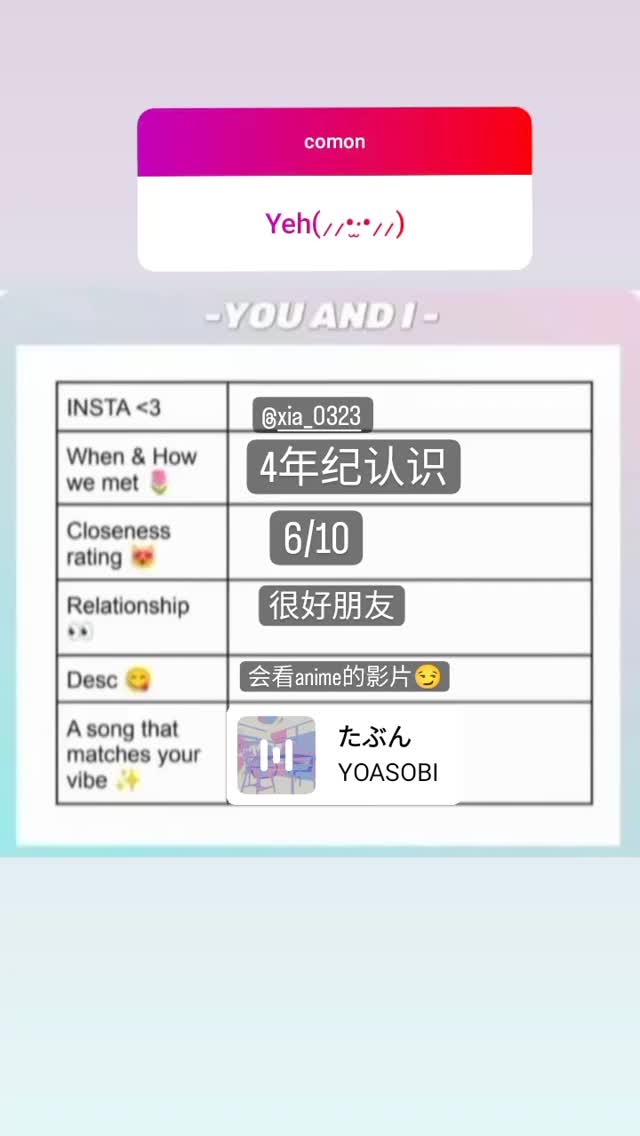 comon
Yeh(⸝⸝•·̫•⸝⸝)
-YOU AND I-
INSTA <3
@xia_0323
When & How
we met 🌷
4年纪认识
Closeness
rating 😻
6/10
Relationship
👀
很好朋友
Desc 😋
会看anime的影片😏
A song that
matches your
vibe ✨
たぶん
YOASOBI